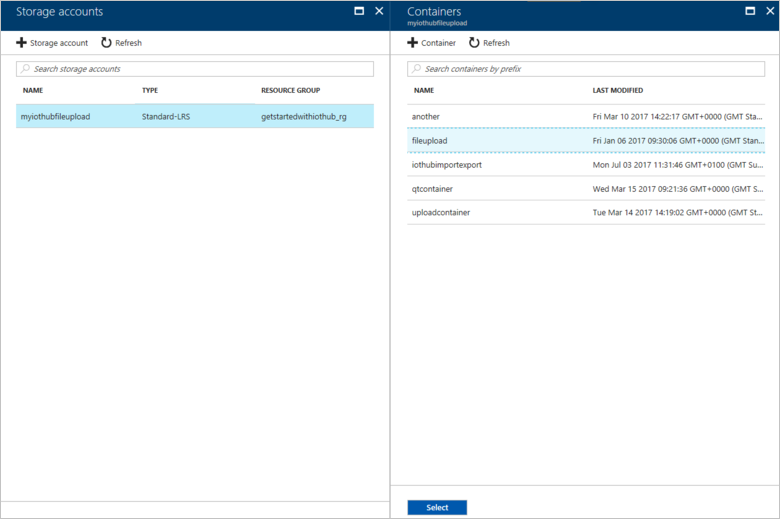 Storage accounts
Storage account Refresh
Search storage accounts
NAME TYPE RESOURCE GROUP
myiothubfileupload Standard-LRS getstartedwithiothub_rg
Containers
myiothubfileupload
Container Refresh
Search containers by prefix
NAME LAST MODIFIED
another Fri Mar 10 2017 14:22:17 GMT+0000 (GMT Sta...
fileupload Fri Jan 06 2017 09:30:06 GMT+0000 (GMT Stan...
iothubimportexport Mon Jul 03 2017 11:31:46 GMT+0100 (GMT Su...
qtcontainer Wed Mar 15 2017 09:21:36 GMT+0000 (GMT S...
uploadcontainer Tue Mar 14 2017 14:19:02 GMT+0000 (GMT St...
Select